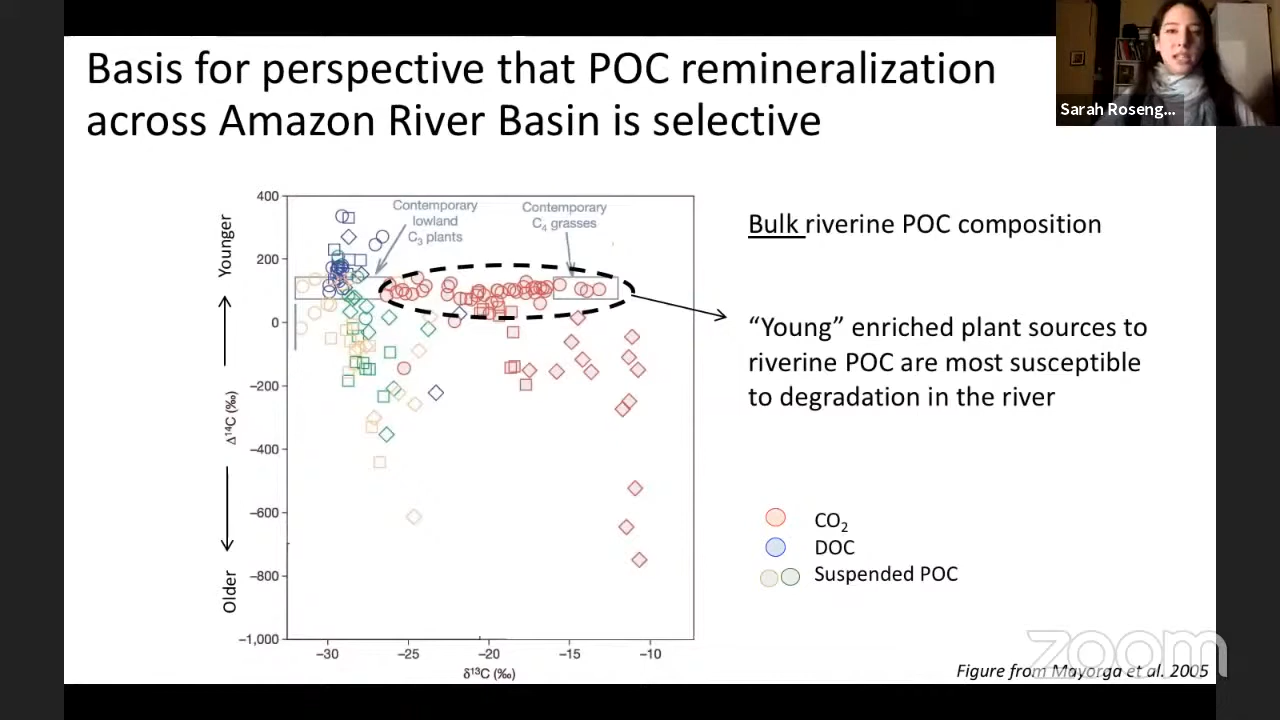 Basis for perspective that POC remineralization
across Amazon River Basin is selective
Sarah Roseng...
Younger
Older
Δ¹⁴C (‰)
400
200
0
−200
−400
−600
−800
−1,000
Contemporary
lowland
C₃ plants
Contemporary
C₄ grasses
−30
−25
−20
−15
−10
δ¹³C (‰)
Bulk riverine POC composition
“Young” enriched plant sources to
riverine POC are most susceptible
to degradation in the river
CO₂
DOC
Suspended POC
Figure from Mayorga et al. 2005
zoom